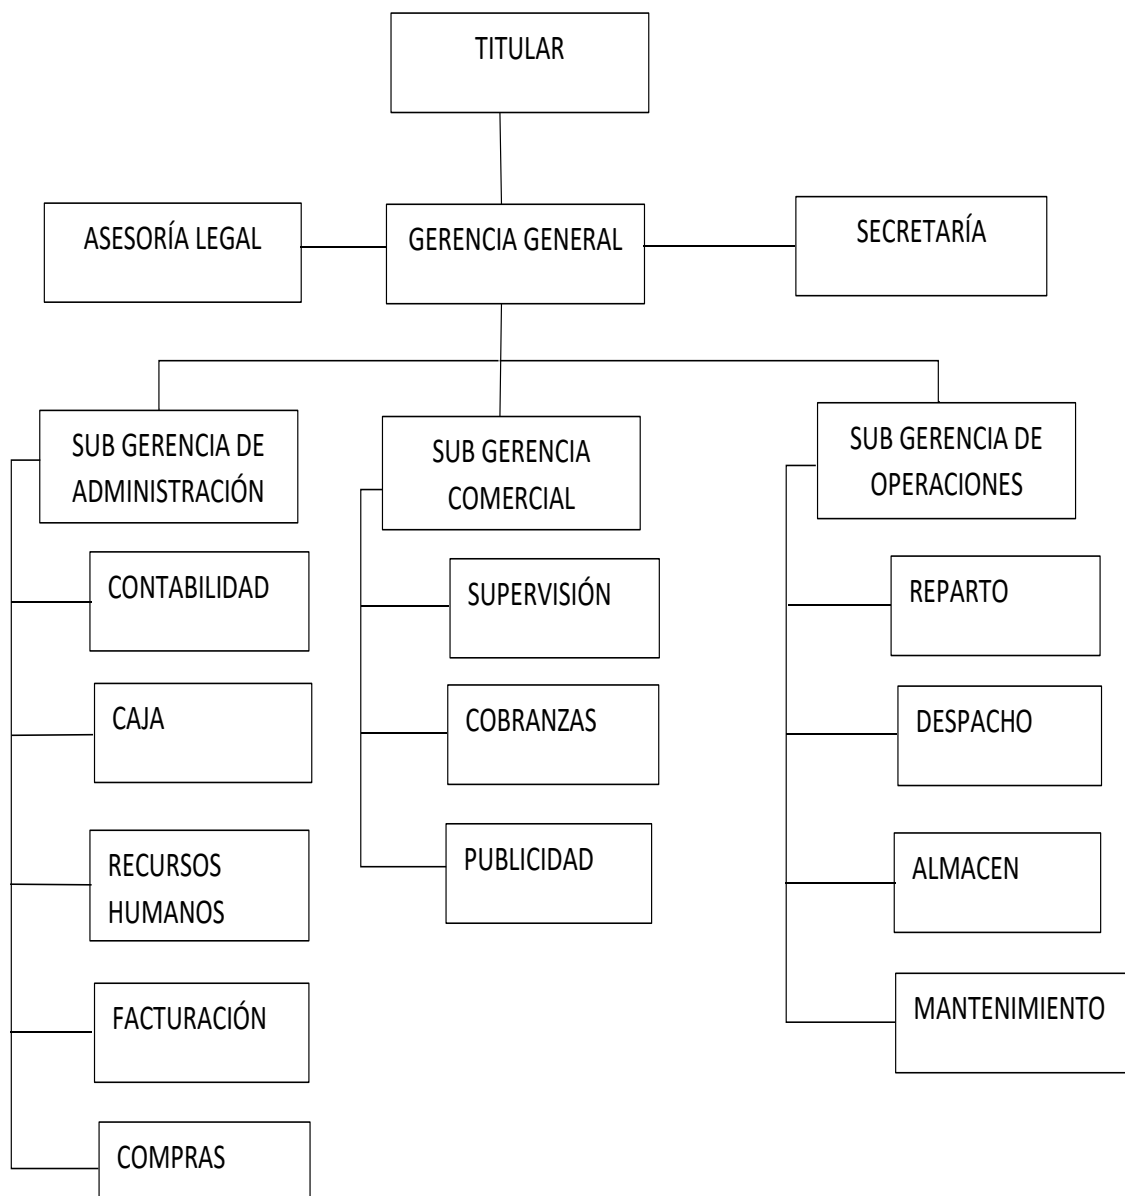 TITULAR
ASESORÍA LEGAL
GERENCIA GENERAL
SECRETARÍA
SUB GERENCIA DE
ADMINISTRACIÓN
CONTABILIDAD
CAJA
RECURSOS
HUMANOS
FACTURACIÓN
COMPRAS
SUB GERENCIA
COMERCIAL
SUPERVISIÓN
COBRANZAS
PUBLICIDAD
SUB GERENCIA DE
OPERACIONES
REPARTO
DESPACHO
ALMACEN
MANTENIMIENTO